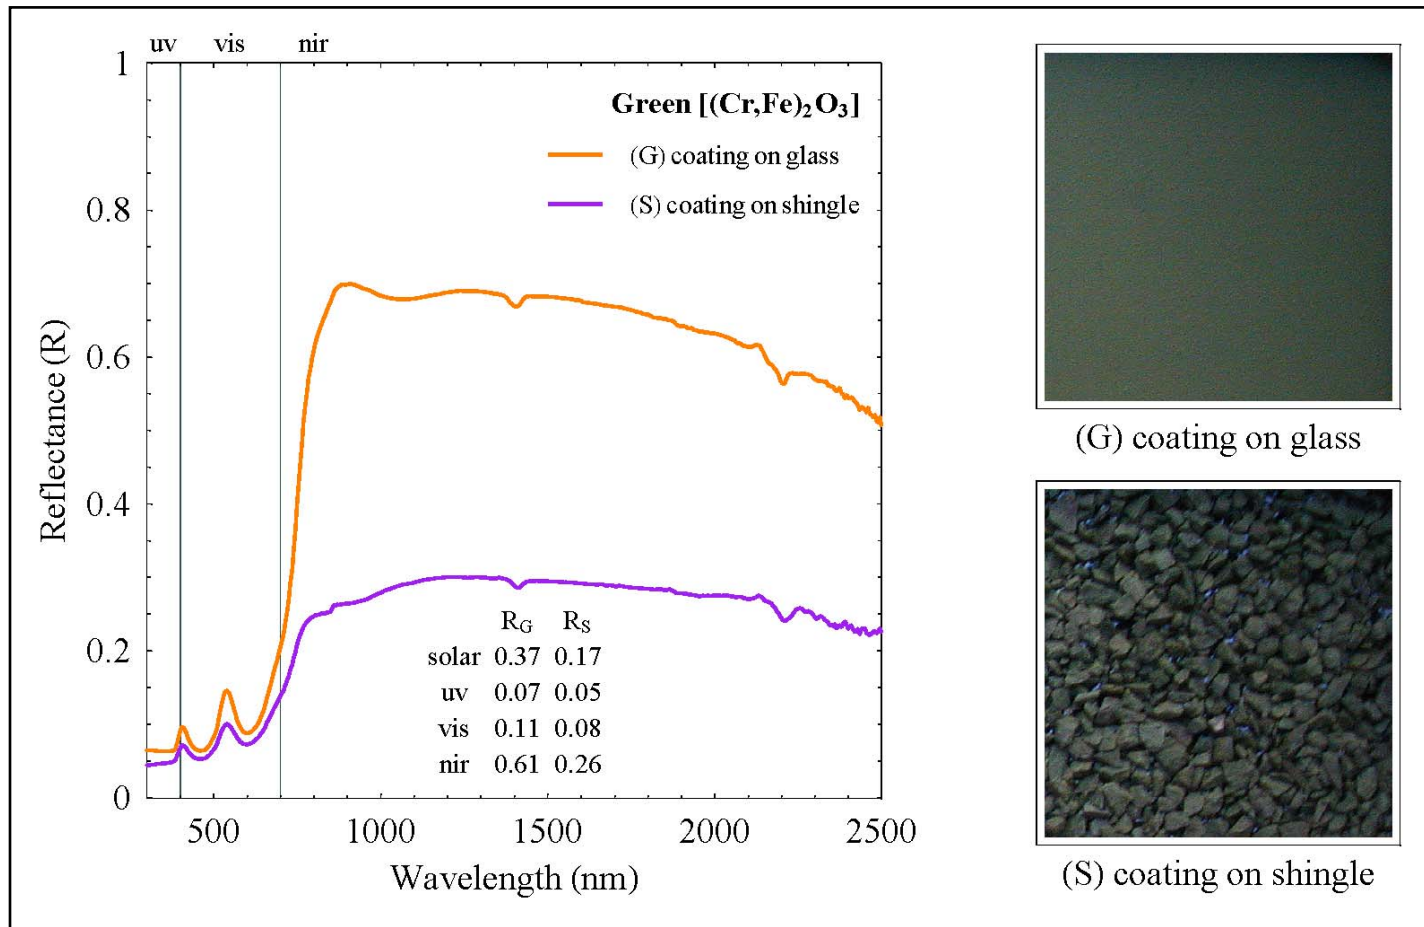 uv vis nir
Green [(Cr,Fe)₂O₃]
(G) coating on glass
(S) coating on shingle
1
0.8
0.6
0.4
0.2
0
Reflectance (R)
R_G R_S
solar 0.37 0.17
uv 0.07 0.05
vis 0.11 0.08
nir 0.61 0.26
500 1000 1500 2000 2500
Wavelength (nm)
(G) coating on glass
(S) coating on shingle